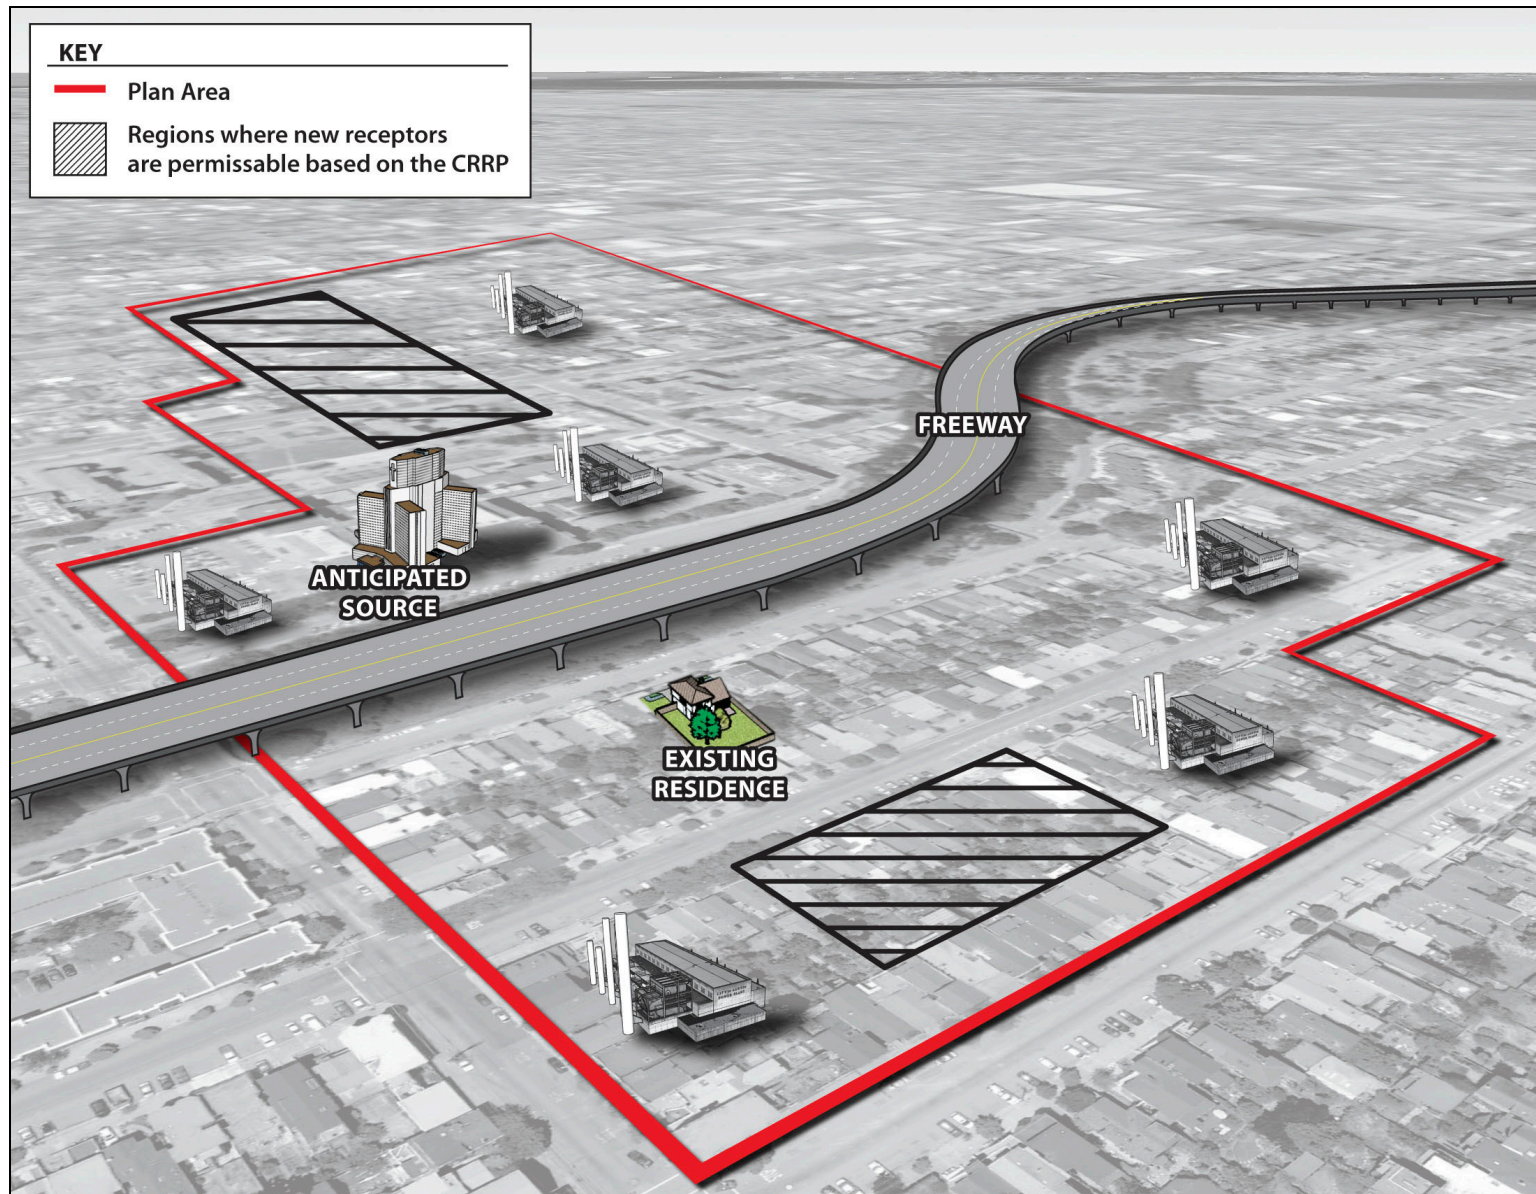 KEY
Plan Area
Regions where new receptors
are permissable based on the CRRP
FREEWAY
ANTICIPATED
SOURCE
EXISTING
RESIDENCE